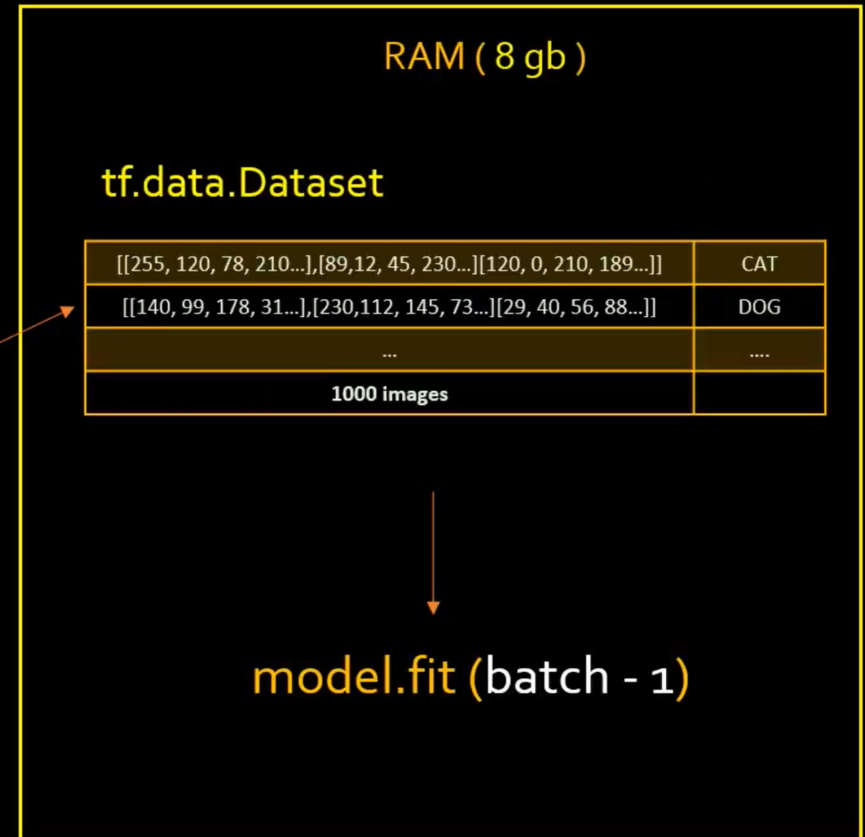 RAM ( 8 gb )
tf.data.Dataset
[[255, 120, 78, 210...],[89,12, 45, 230...][120, 0, 210, 189...]] CAT
[[140, 99, 178, 31...],[230,112, 145, 73...][29, 40, 56, 88...]] DOG
... ....
1000 images
model.fit (batch - 1)